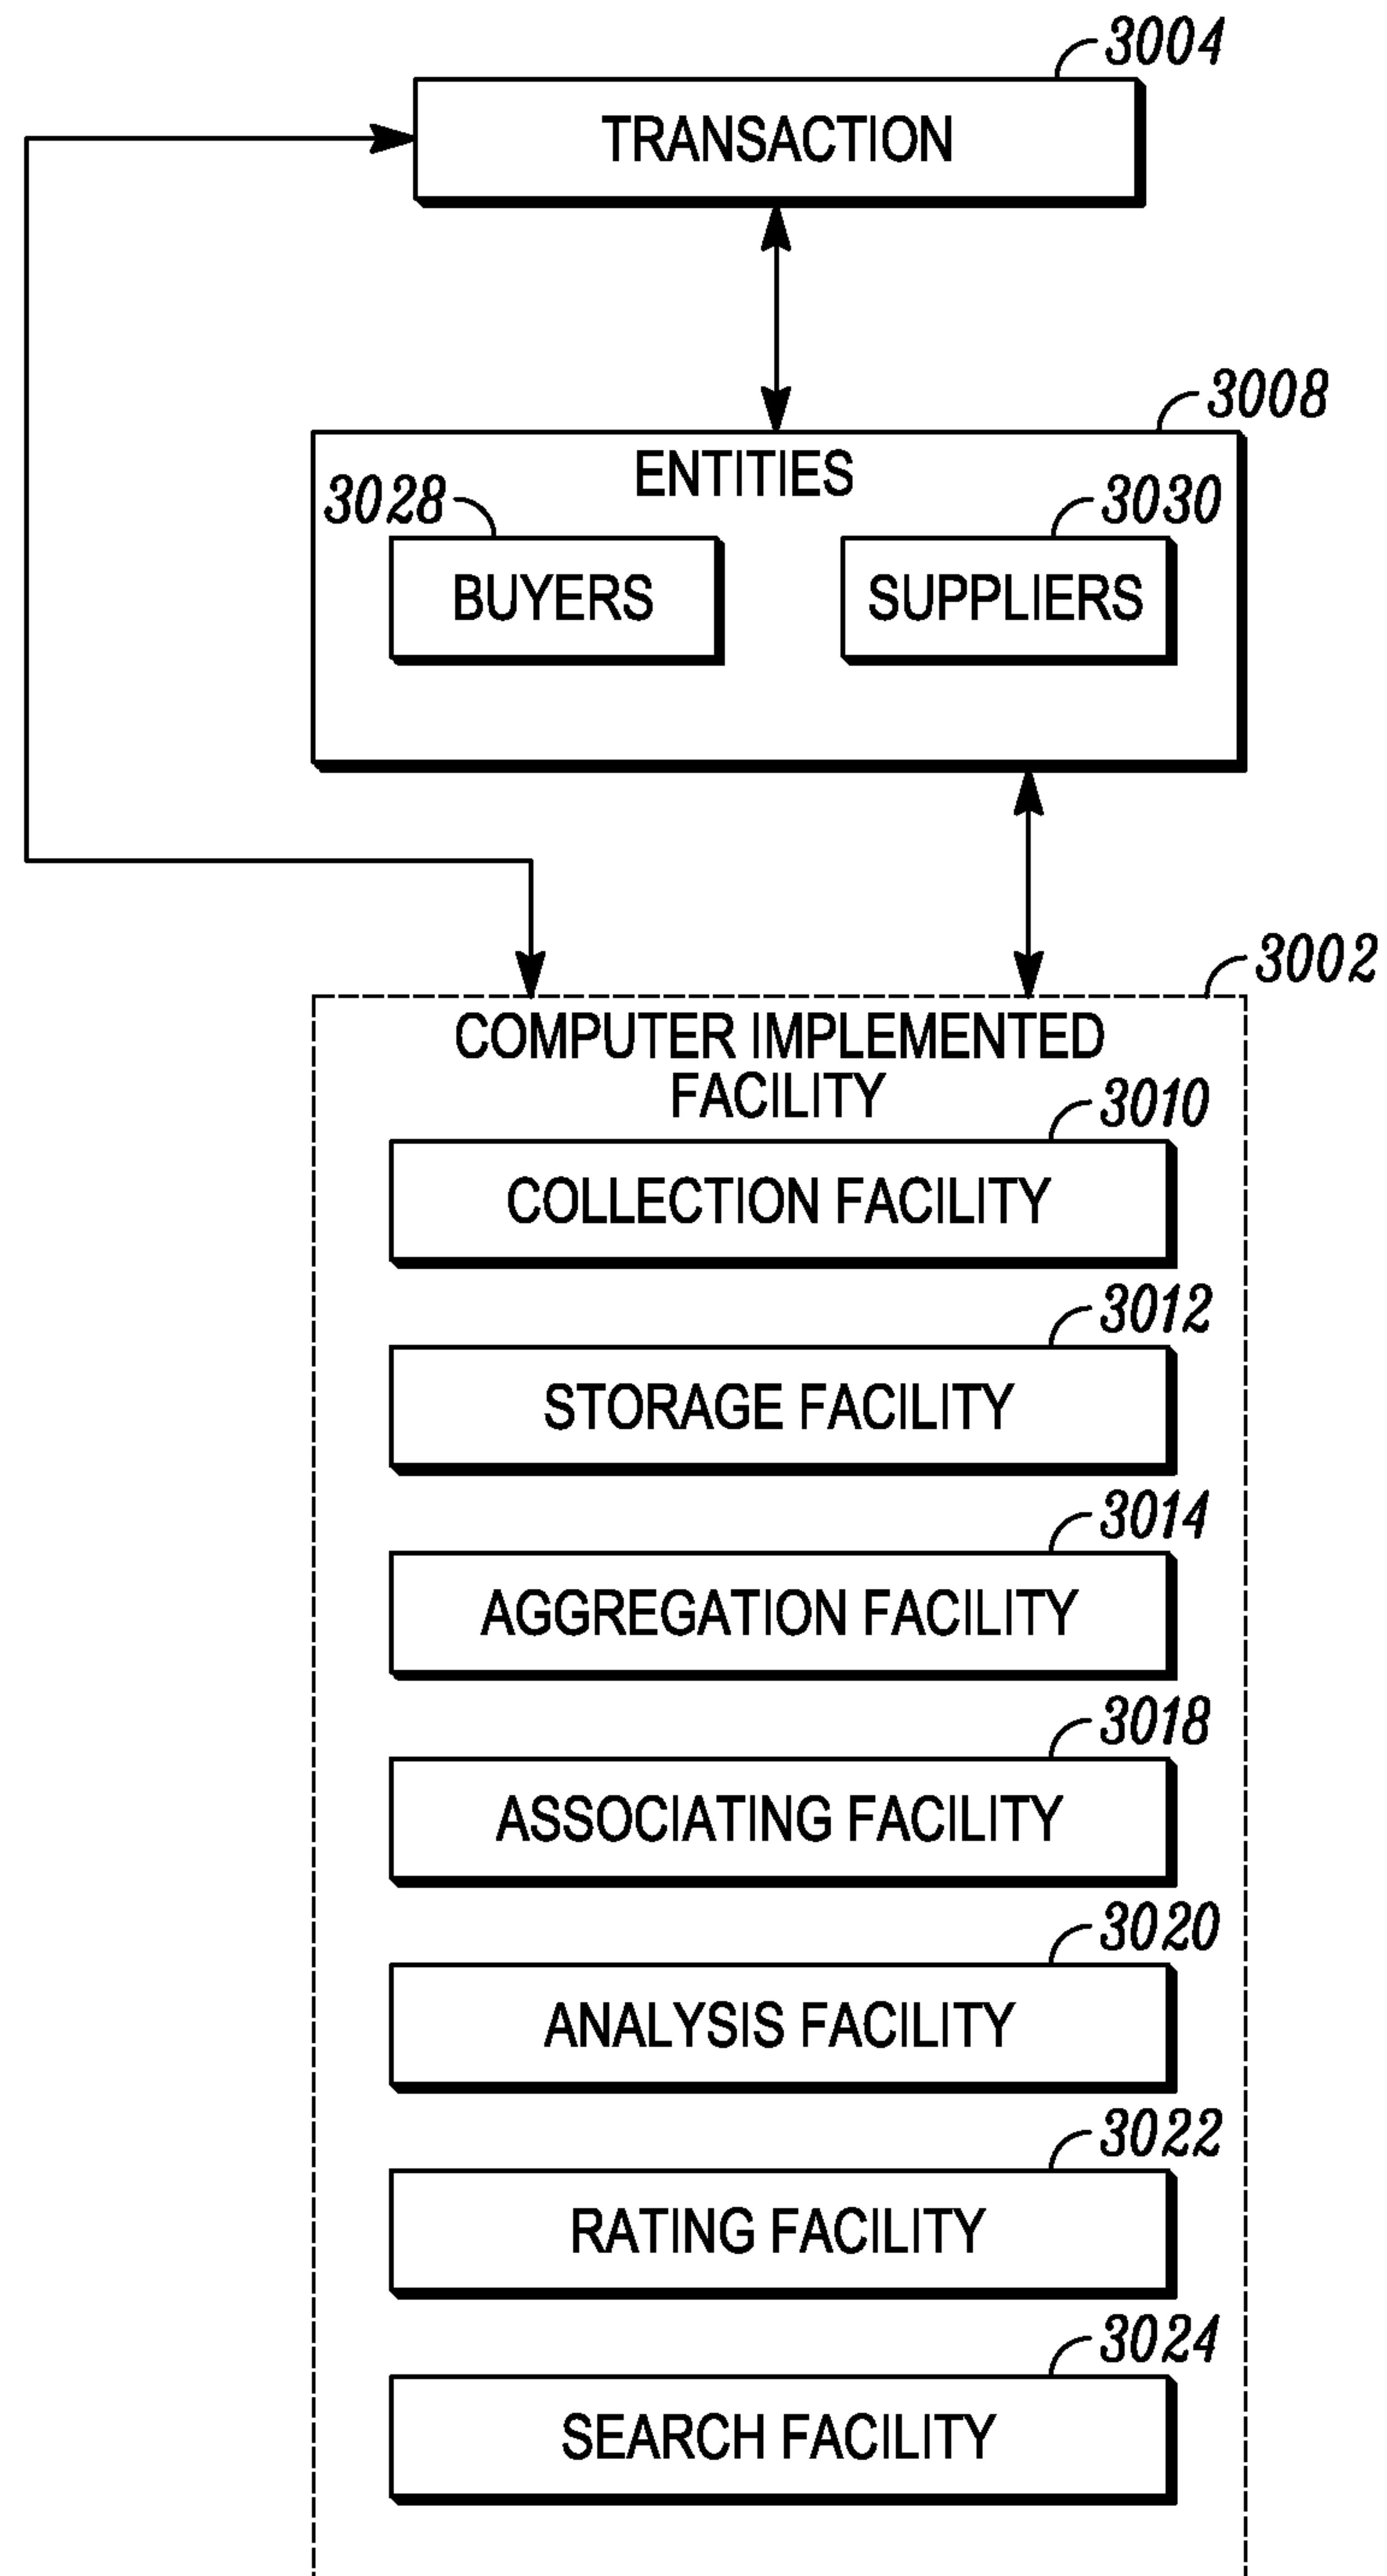 3004
TRANSACTION
3008
ENTITIES
3028
3030
BUYERS
SUPPLIERS
3002
COMPUTER IMPLEMENTED
FACILITY
3010
COLLECTION FACILITY
3012
STORAGE FACILITY
3014
AGGREGATION FACILITY
3018
ASSOCIATING FACILITY
3020
ANALYSIS FACILITY
3022
RATING FACILITY
3024
SEARCH FACILITY